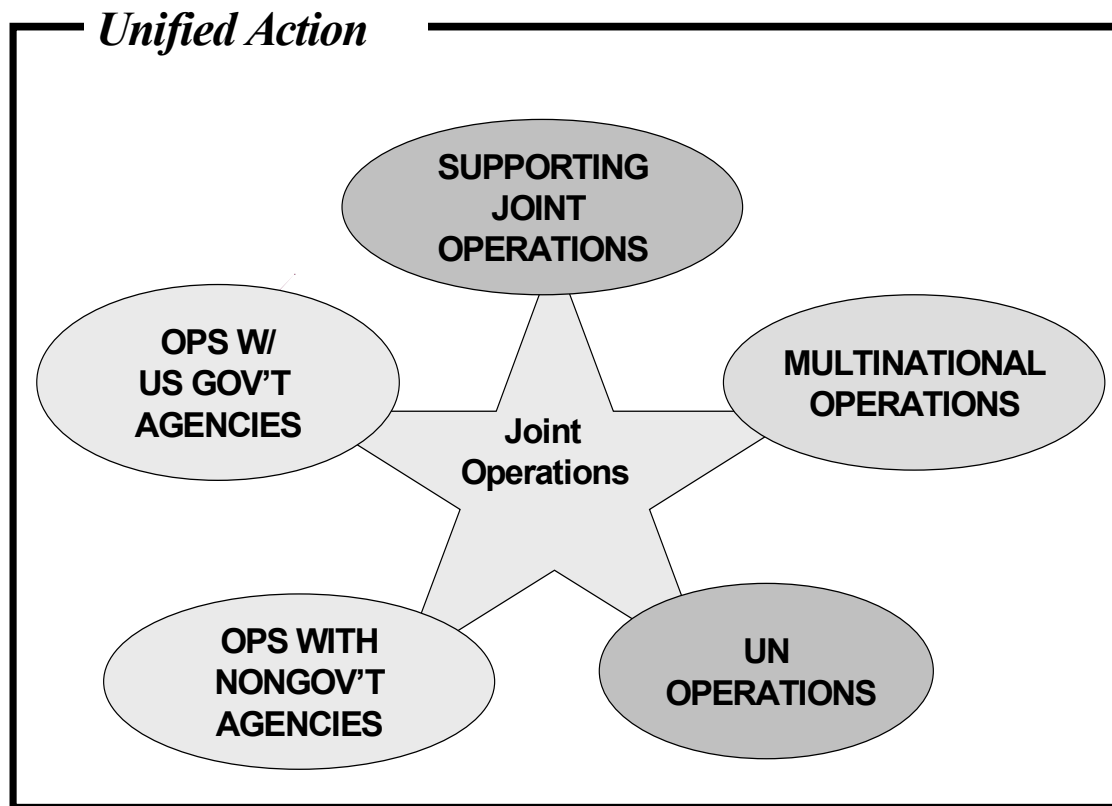 Unified Action
SUPPORTING
JOINT
OPERATIONS
OPS W/
US GOV'T
AGENCIES
MULTINATIONAL
OPERATIONS
Joint
Operations
OPS WITH
NONGOV'T
AGENCIES
UN
OPERATIONS